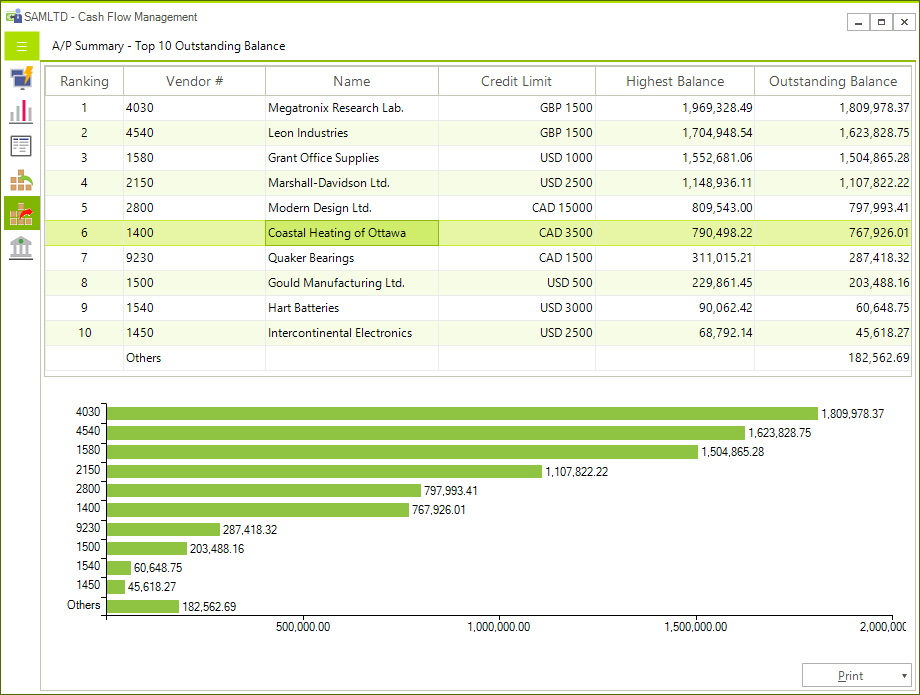 SAMLTD - Cash Flow Management
A/P Summary - Top 10 Outstanding Balance
Ranking Vendor # Name Credit Limit Highest Balance Outstanding Balance
1 4030 Megatronix Research Lab. GBP 1500 1,969,328.49 1,809,978.37
2 4540 Leon Industries GBP 1500 1,704,948.54 1,623,828.75
3 1580 Grant Office Supplies USD 1000 1,552,681.06 1,504,865.28
4 2150 Marshall-Davidson Ltd. USD 2500 1,148,936.11 1,107,822.22
5 2800 Modern Design Ltd. CAD 15000 809,543.00 797,993.41
6 1400 Coastal Heating of Ottawa CAD 3500 790,498.22 767,926.01
7 9230 Quaker Bearings CAD 1500 311,015.21 287,418.32
8 1500 Gould Manufacturing Ltd. USD 500 229,861.45 203,488.16
9 1540 Hart Batteries USD 3000 90,062.42 60,648.75
10 1450 Intercontinental Electronics USD 2500 68,792.14 45,618.27
Others 182,562.69
4030 1,809,978.37
4540 1,623,828.75
1580 1,504,865.28
2150 1,107,822.22
2800 797,993.41
1400 767,926.01
9230 287,418.32
1500 203,488.16
1540 60,648.75
1450 45,618.27
Others 182,562.69
500,000.00 1,000,000.00 1,500,000.00 2,000,000
Print